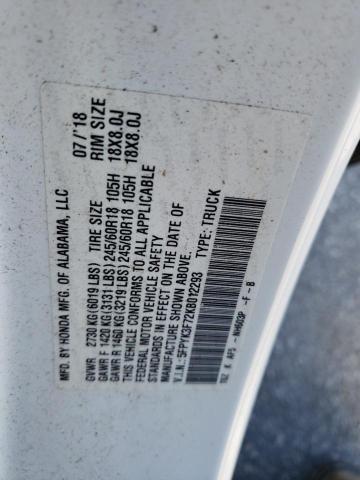 MFD. BY HONDA MFG. OF ALABAMA, LLC 07/'18
GVWR 2730 KG(6019 LBS) TIRE SIZE RIM SIZE
GAWR F 1420 KG(3131 LBS) 245/60R18 105H 18X8.0J
GAWR R 1460 KG(3219 LBS) 245/60R18 105H 18X8.0J
THIS VEHICLE CONFORMS TO ALL APPLICABLE
FEDERAL MOTOR VEHICLE SAFETY
STANDARDS IN EFFECT ON THE DATE OF
MANUFACTURE SHOWN ABOVE.
V.I.N.: 5FPYK3F72KB012293 TYPE: TRUCK
T6Z K AF5 - NH603P -F-B